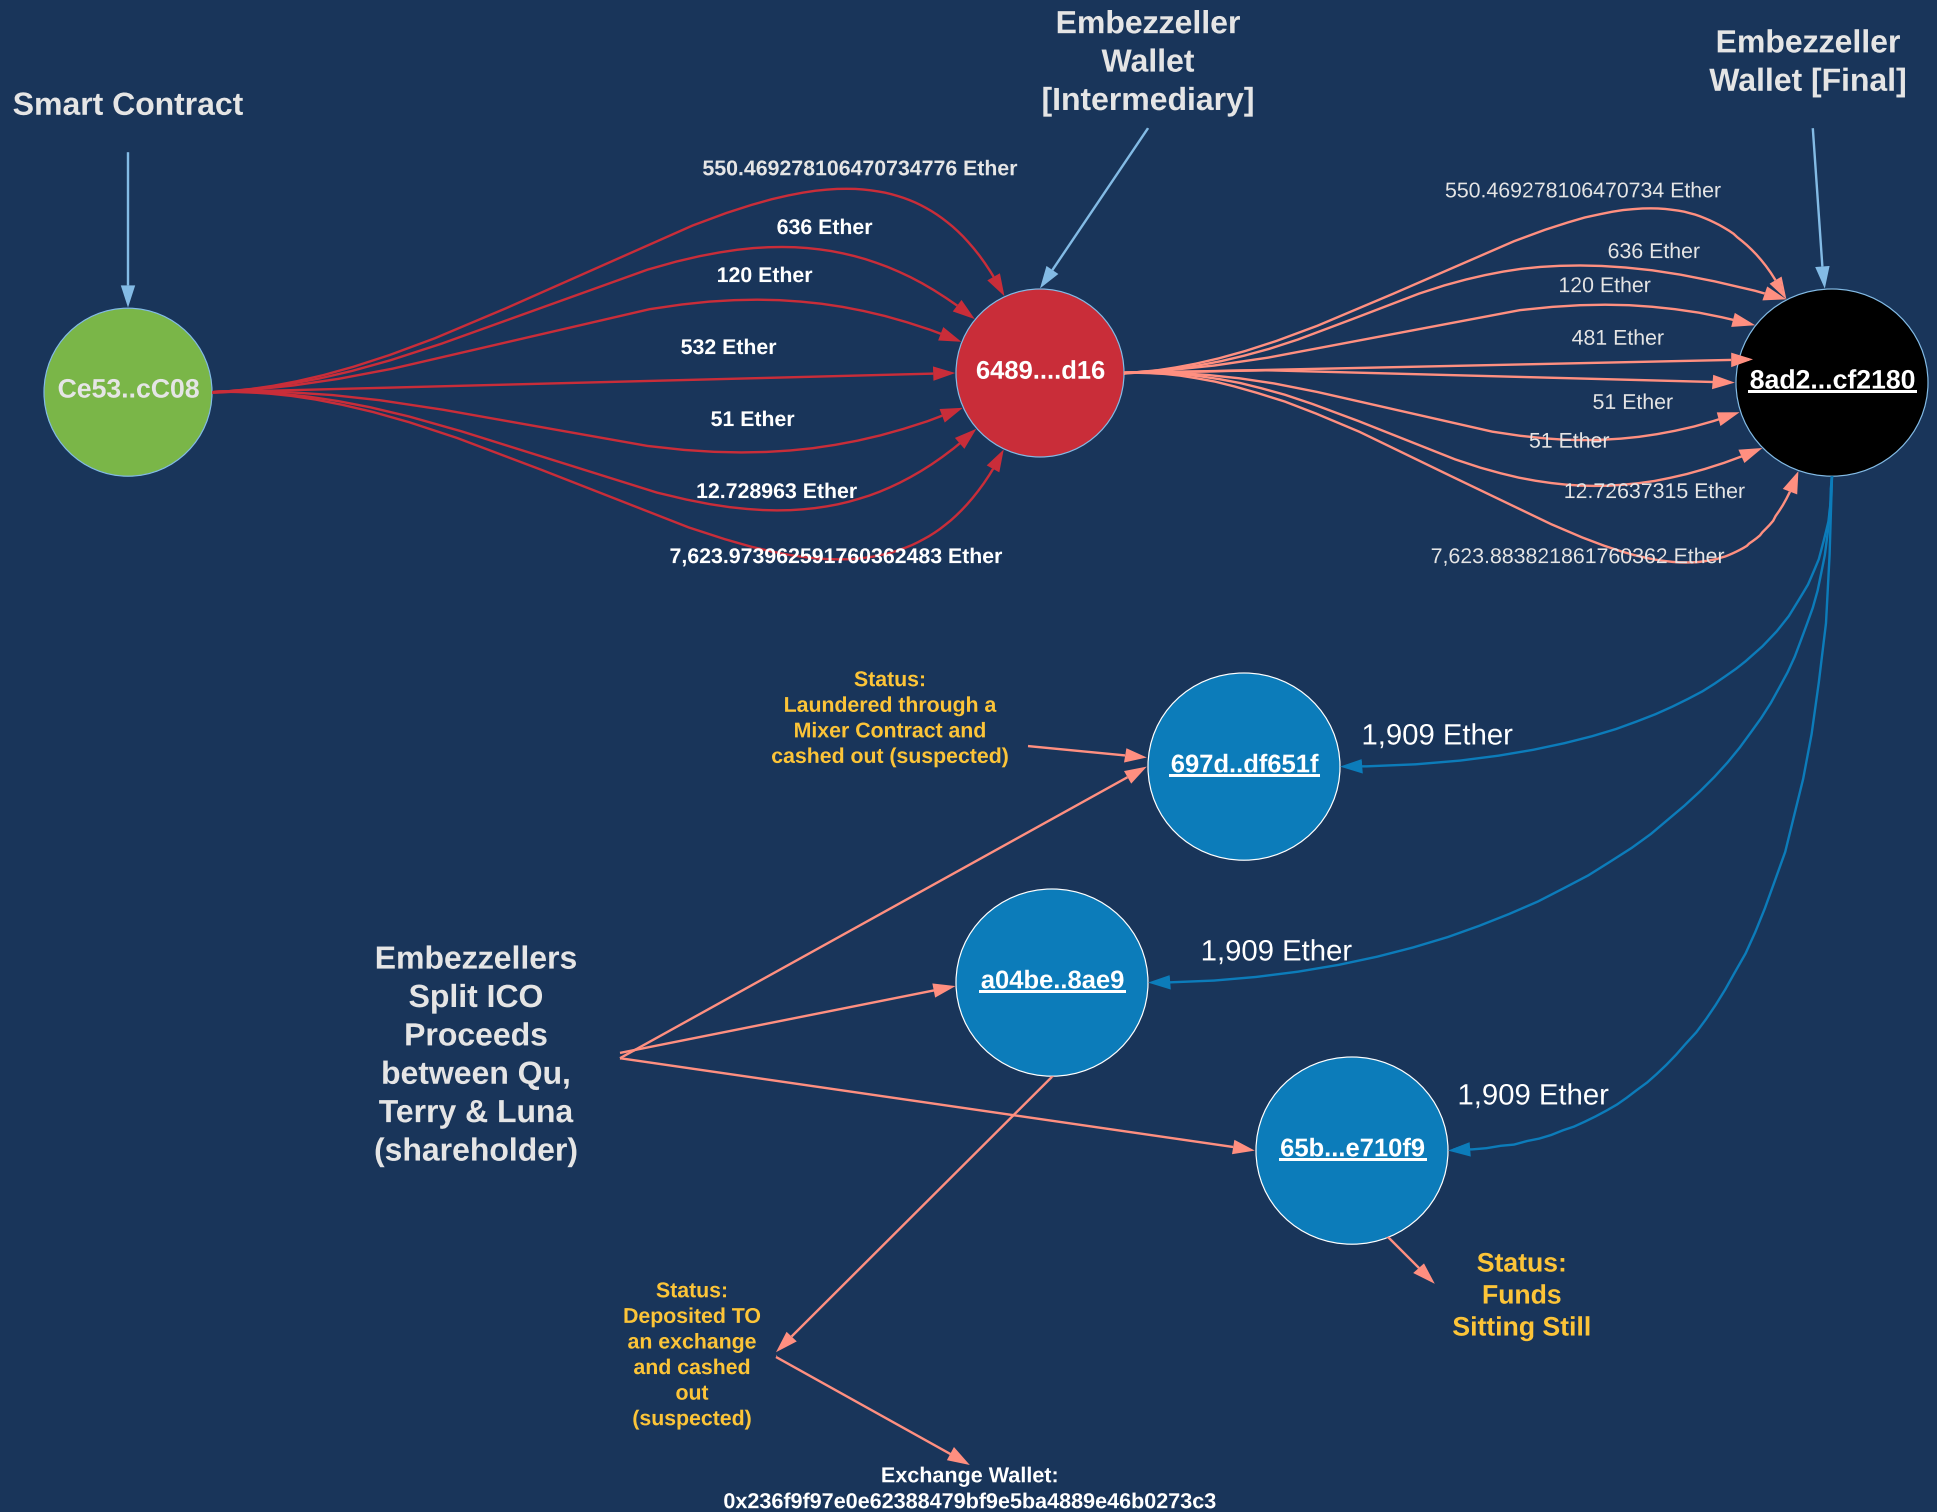 Embezzeller
Wallet
[Intermediary]
Embezzeller
Wallet [Final]
Smart Contract
550.469278106470734776 Ether
636 Ether
120 Ether
532 Ether
51 Ether
12.728963 Ether
7,623.973962591760362483 Ether
550.469278106470734 Ether
636 Ether
120 Ether
481 Ether
51 Ether
51 Ether
12.72637315 Ether
7,623.883821861760362 Ether
Ce53..cC08
6489....d16
8ad2...cf2180
Status:
Laundered through a
Mixer Contract and
cashed out (suspected)
697d..df651f
1,909 Ether
Embezzellers
Split ICO
Proceeds
between Qu,
Terry & Luna
(shareholder)
a04be..8ae9
1,909 Ether
65b...e710f9
1,909 Ether
Status:
Funds
Sitting Still
Status:
Deposited TO
an exchange
and cashed
out
(suspected)
Exchange Wallet:
0x236f9f97e0e62388479bf9e5ba4889e46b0273c3